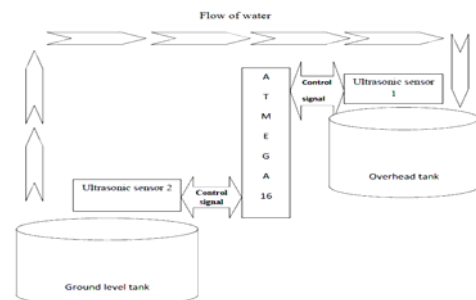 Flow of water
A
T
M
E
G
A
16
Control
signal
Ultrasonic sensor
1
Overhead tank
Ultrasonic sensor 2
Control
signal
Ground level tank